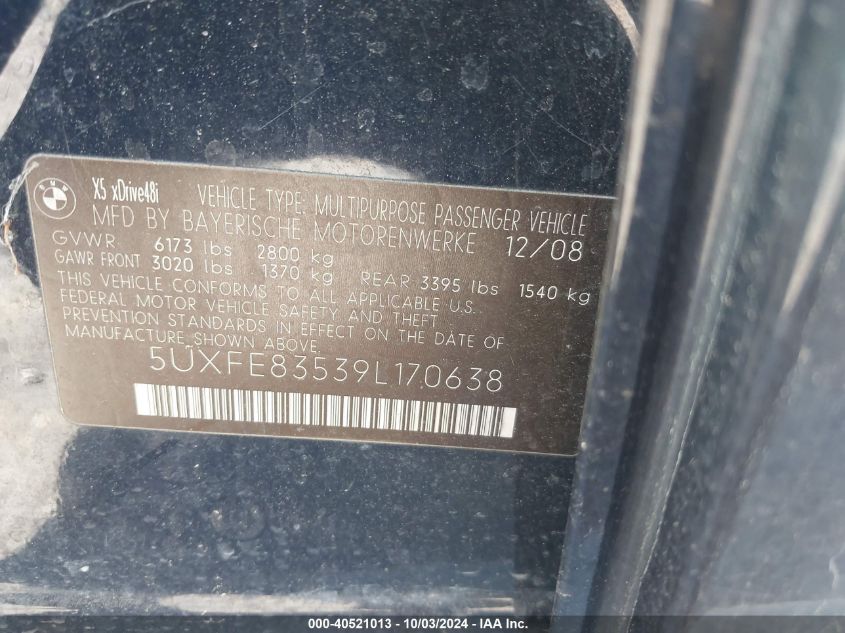 BMW
X5 xDrive48i VEHICLE TYPE: MULTIPURPOSE PASSENGER VEHICLE
MFD BY BAYERISCHE MOTORENWERKE 12/08
GVWR 6173 lbs 2800 kg
GAWR FRONT 3020 lbs 1370 kg REAR 3395 lbs 1540 kg
THIS VEHICLE CONFORMS TO ALL APPLICABLE U.S.
FEDERAL MOTOR VEHICLE SAFETY AND THEFT
PREVENTION STANDARDS IN EFFECT ON THE DATE OF
MANUFACTURE SHOWN ABOVE.
5UXFE83539L170638
000-40521013 - 10/03/2024 - IAA Inc.